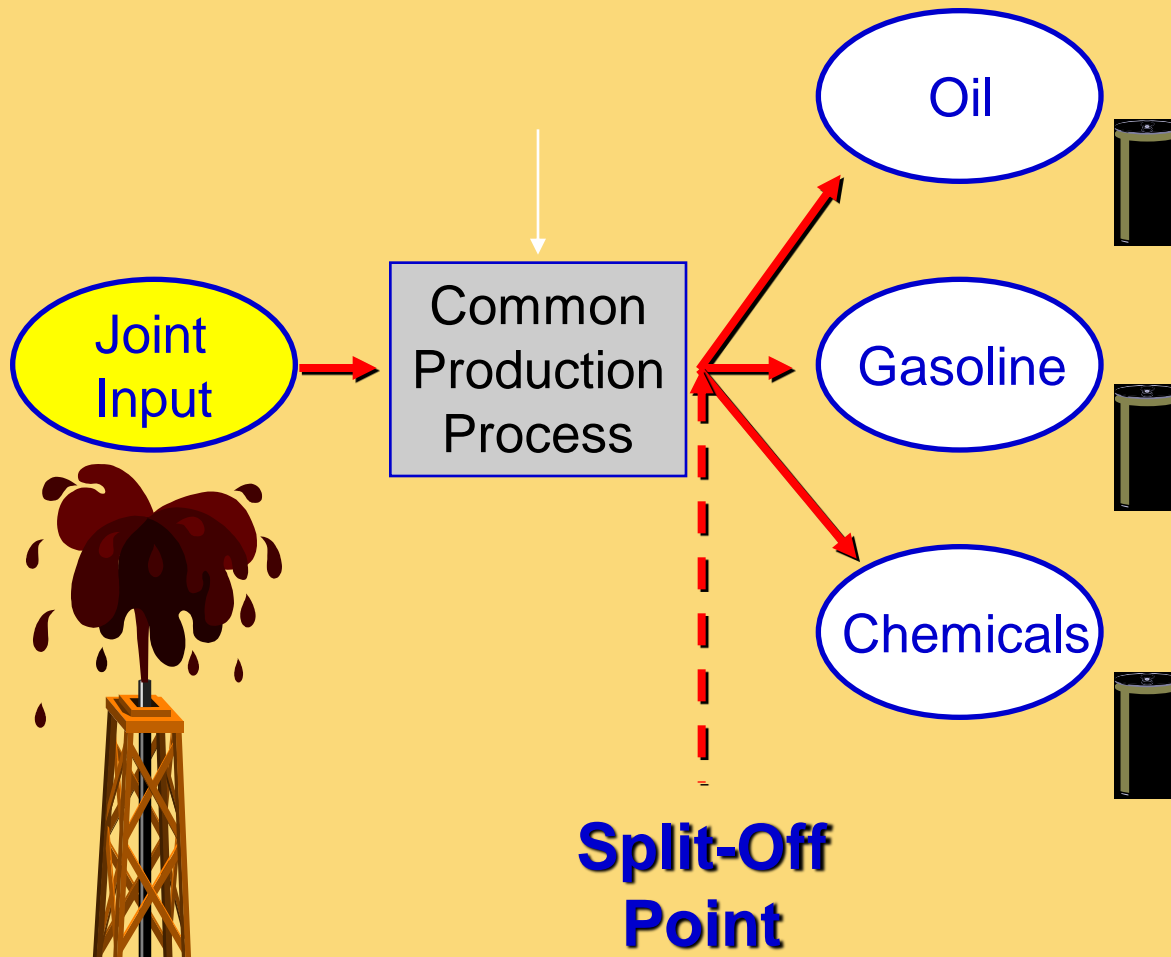 Oil
Joint
Input
Common
Production
Process
Gasoline
Chemicals
Split-Off
Point